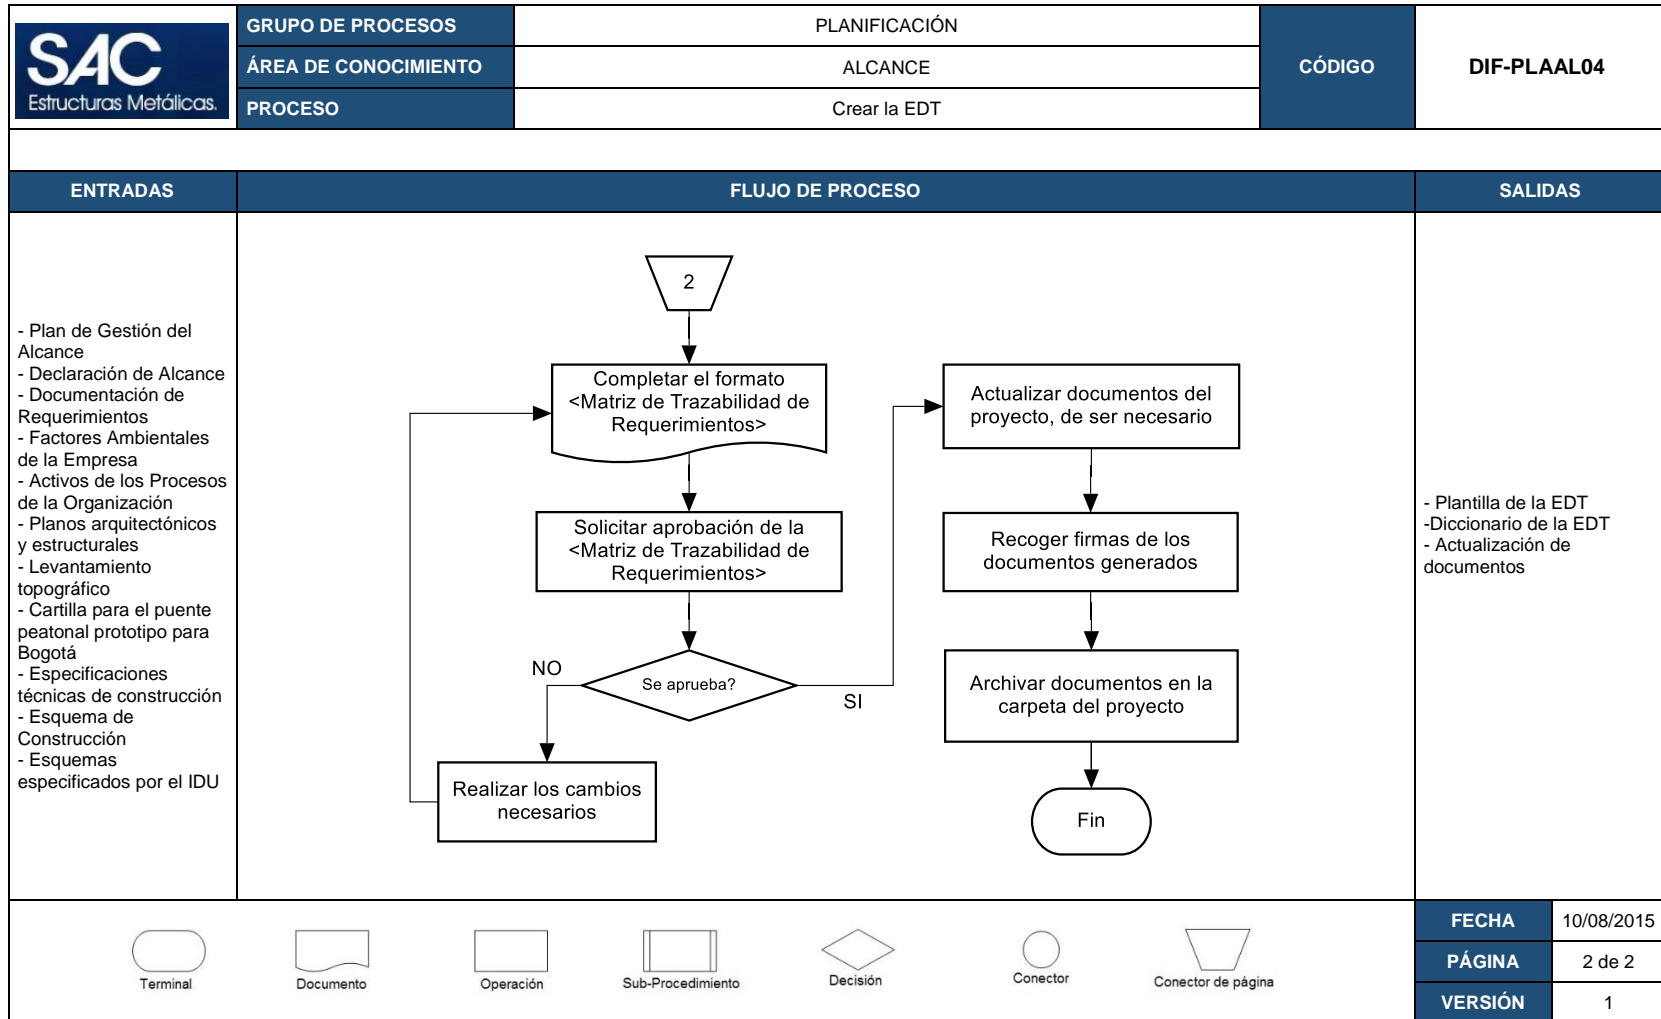 SAC
Estructuras Metálicas.
GRUPO DE PROCESOS
PLANIFICACIÓN
ÁREA DE CONOCIMIENTO
ALCANCE
PROCESO
Crear la EDT
CÓDIGO
DIF-PLAAL04
ENTRADAS
FLUJO DE PROCESO
SALIDAS
- Plan de Gestión del
Alcance
- Declaración de Alcance
- Documentación de
Requerimientos
- Factores Ambientales
de la Empresa
- Activos de los Procesos
de la Organización
- Planos arquitectónicos
y estructurales
- Levantamiento
topográfico
- Cartilla para el puente
peatonal prototipo para
Bogotá
- Especificaciones
técnicas de construcción
- Esquema de
Construcción
- Esquemas
especificados por el IDU
2
Completar el formato
<Matriz de Trazabilidad de
Requerimientos>
Solicitar aprobación de la
<Matriz de Trazabilidad de
Requerimientos>
Se aprueba?
NO
SI
Realizar los cambios
necesarios
Actualizar documentos del
proyecto, de ser necesario
Recoger firmas de los
documentos generados
Archivar documentos en la
carpeta del proyecto
Fin
- Plantilla de la EDT
-Diccionario de la EDT
- Actualización de
documentos
Terminal
Documento
Operación
Sub-Procedimiento
Decisión
Conector
Conector de página
FECHA
10/08/2015
PÁGINA
2 de 2
VERSIÓN
1